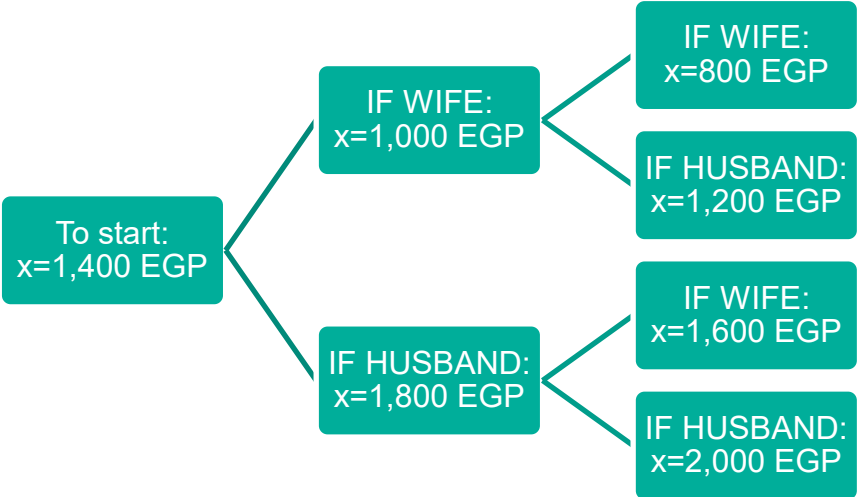 To start:
x=1,400 EGP
IF WIFE:
x=1,000 EGP
IF HUSBAND:
x=1,800 EGP
IF WIFE:
x=800 EGP
IF HUSBAND:
x=1,200 EGP
IF WIFE:
x=1,600 EGP
IF HUSBAND:
x=2,000 EGP